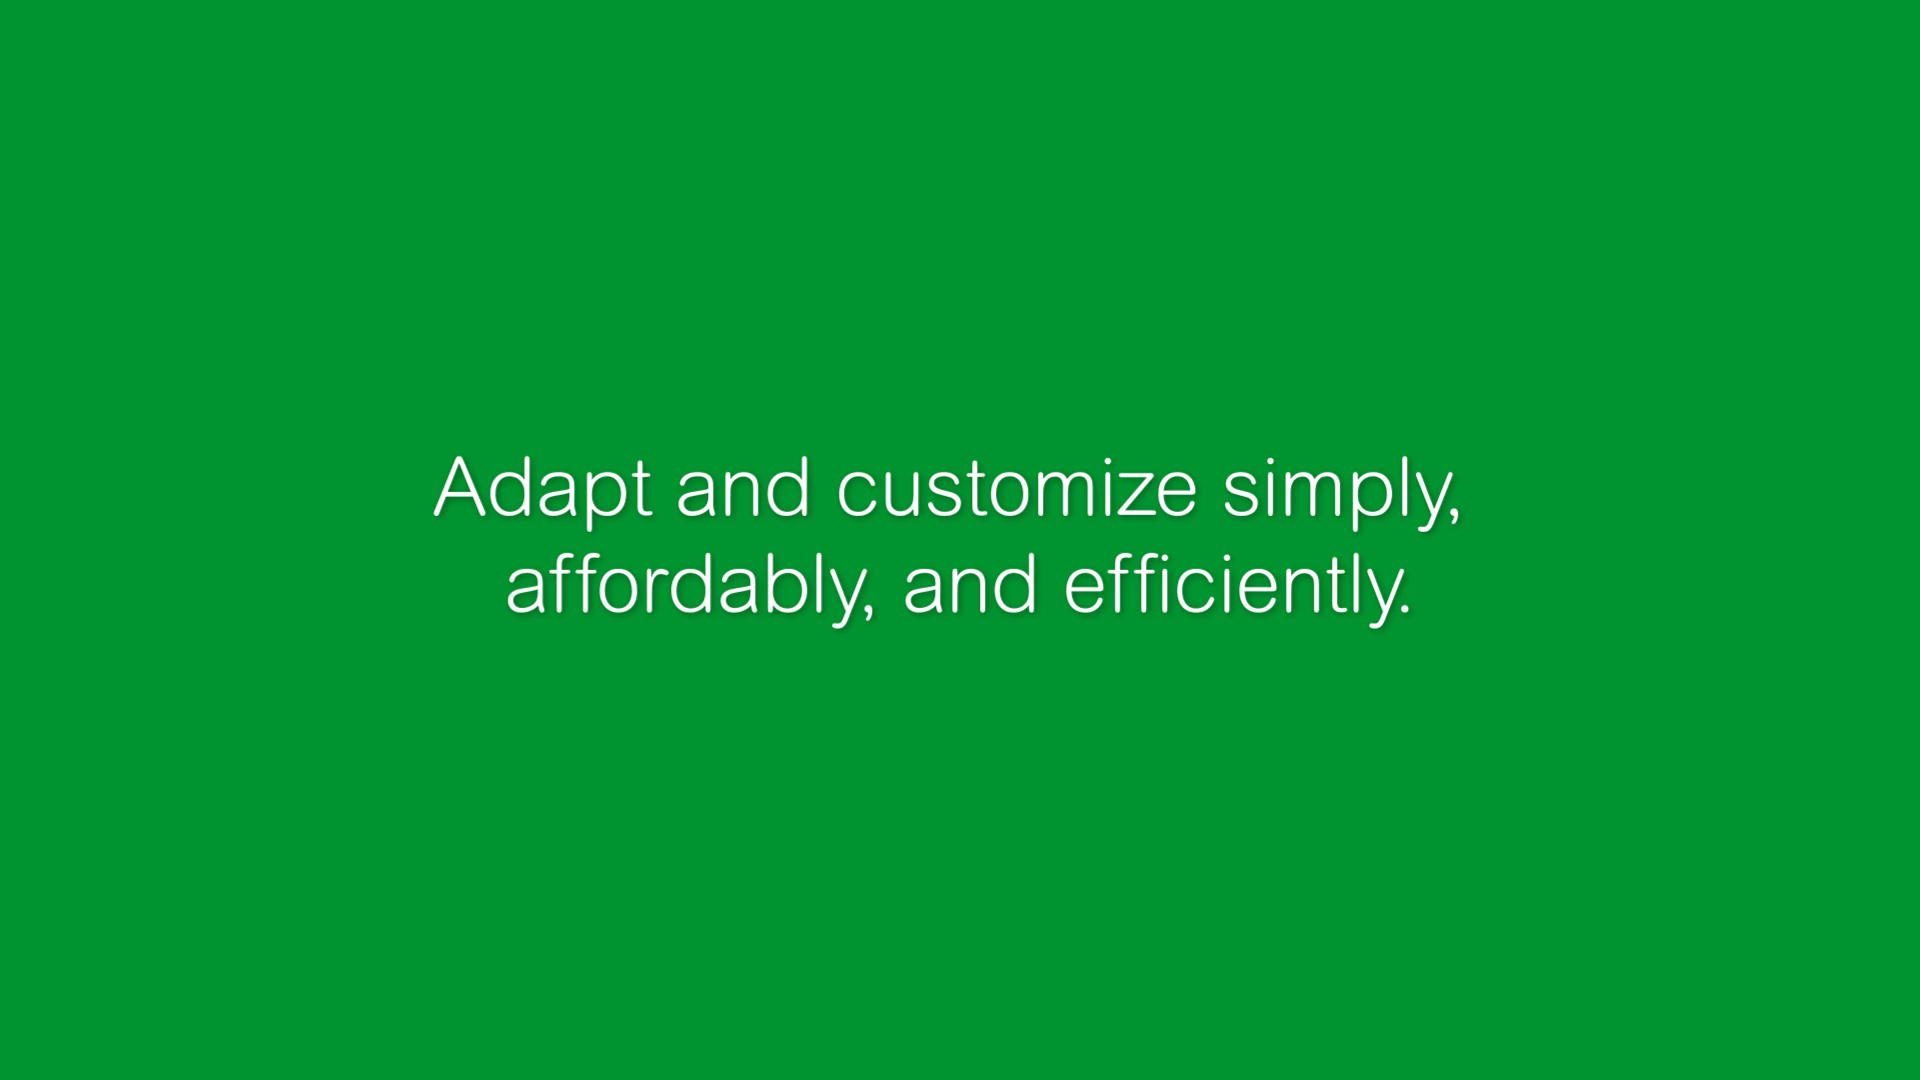 Adapt and customize simply,
affordably, and efficiently.